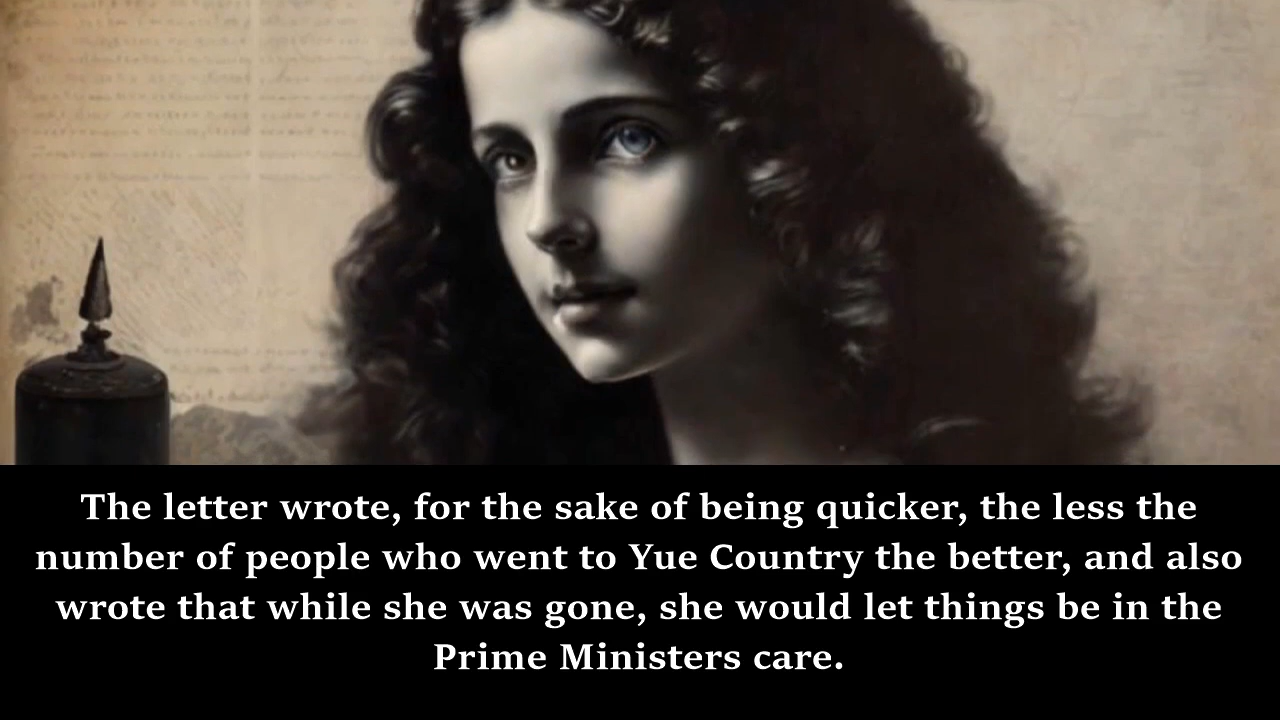 The letter wrote, for the sake of being quicker, the less the
number of people who went to Yue Country the better, and also
wrote that while she was gone, she would let things be in the
Prime Ministers care.